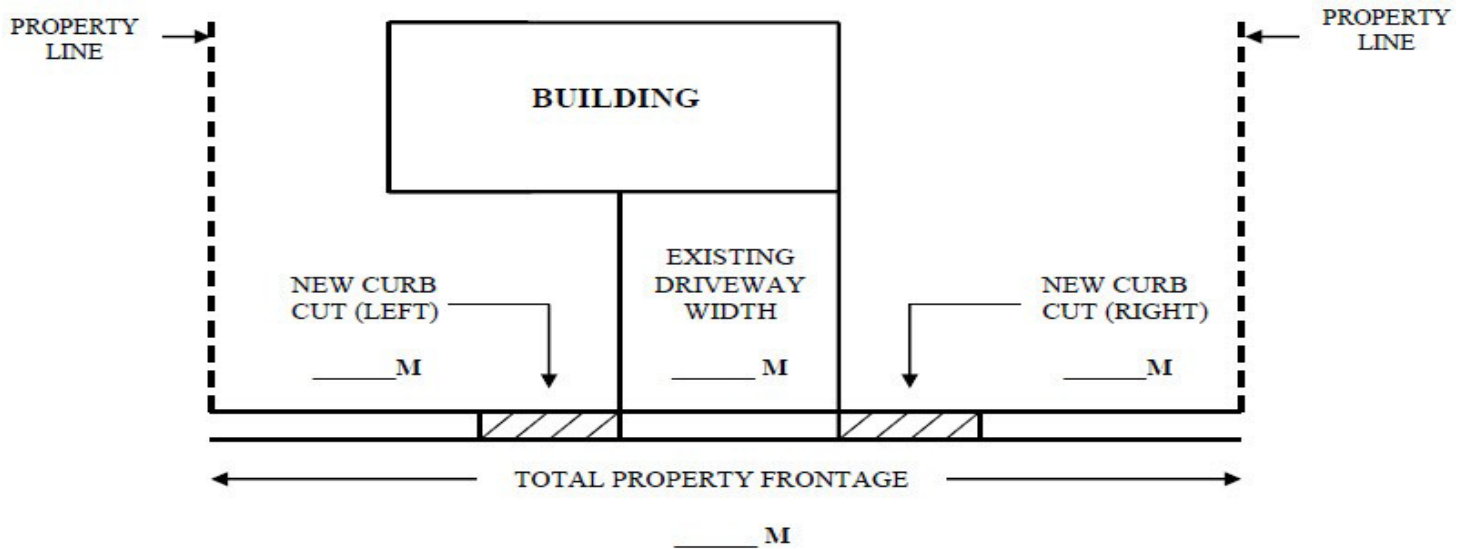 PROPERTY
LINE
PROPERTY
LINE
BUILDING
NEW CURB
CUT (LEFT)
______M
EXISTING
DRIVEWAY
WIDTH
______ M
NEW CURB
CUT (RIGHT)
______M
TOTAL PROPERTY FRONTAGE
______ M